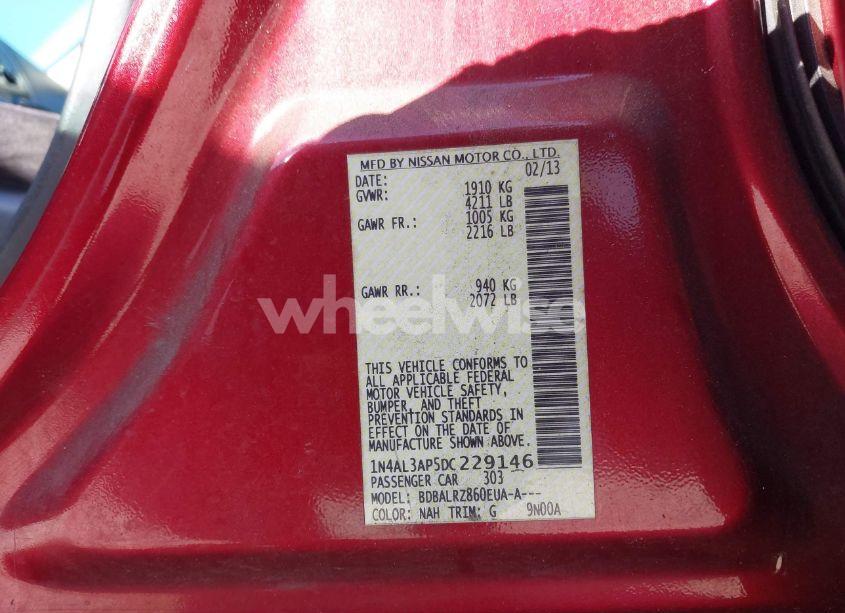 MFD BY NISSAN MOTOR CO., LTD.
DATE: 02/13
GVWR: 1910 KG
4211 LB
GAWR FR.: 1005 KG
2216 LB
GAWR RR.: 940 KG
2072 LB
wheelwise
THIS VEHICLE CONFORMS TO
ALL APPLICABLE FEDERAL
MOTOR VEHICLE SAFETY,
BUMPER, AND THEFT
PREVENTION STANDARDS IN
EFFECT ON THE DATE OF
MANUFACTURE SHOWN ABOVE.
1N4AL3AP5DC229146
PASSENGER CAR 303
MODEL: BDBALRZ860EUA-A---
COLOR: NAH TRIM: G 9N00A